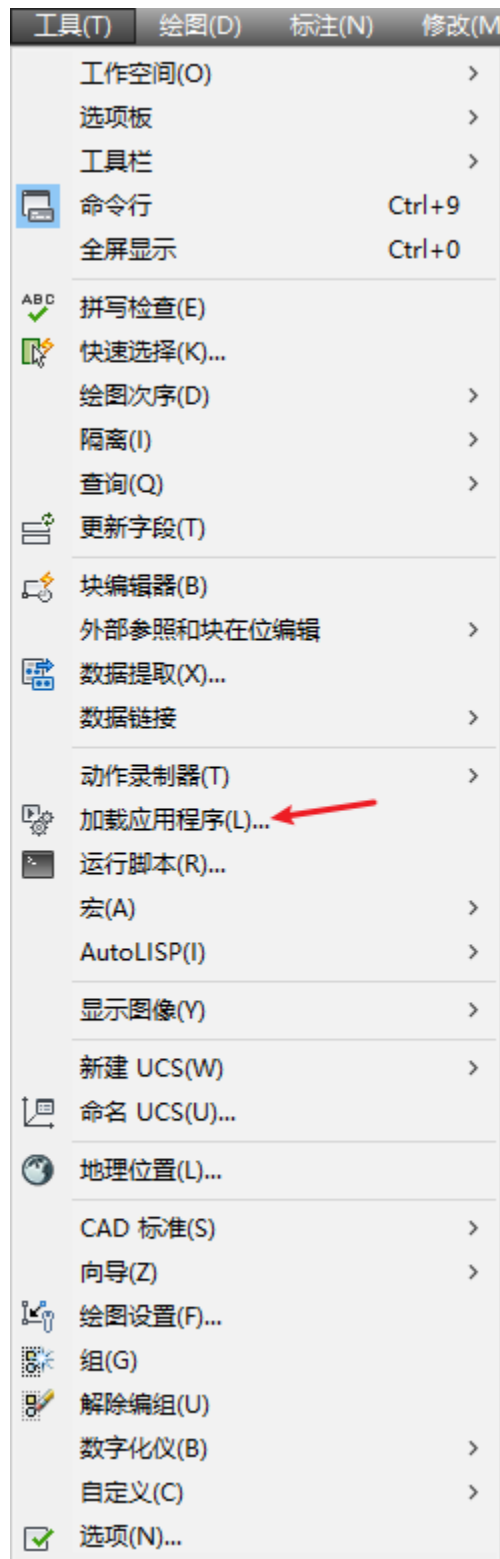 工具(T) 绘图(D) 标注(N) 修改(M
工作空间(O)
选项板
工具栏
命令行 Ctrl+9
全屏显示 Ctrl+0
ABC 拼写检查(E)
快速选择(K)...
绘图次序(D)
隔离(I)
查询(Q)
更新字段(T)
块编辑器(B)
外部参照和块在位编辑
数据提取(X)...
数据链接
动作录制器(T)
加载应用程序(L)...
运行脚本(R)...
宏(A)
AutoLISP(I)
显示图像(Y)
新建 UCS(W)
命名 UCS(U)...
地理位置(L)...
CAD 标准(S)
向导(Z)
绘图设置(F)...
组(G)
解除编组(U)
数字化仪(B)
自定义(C)
选项(N)...